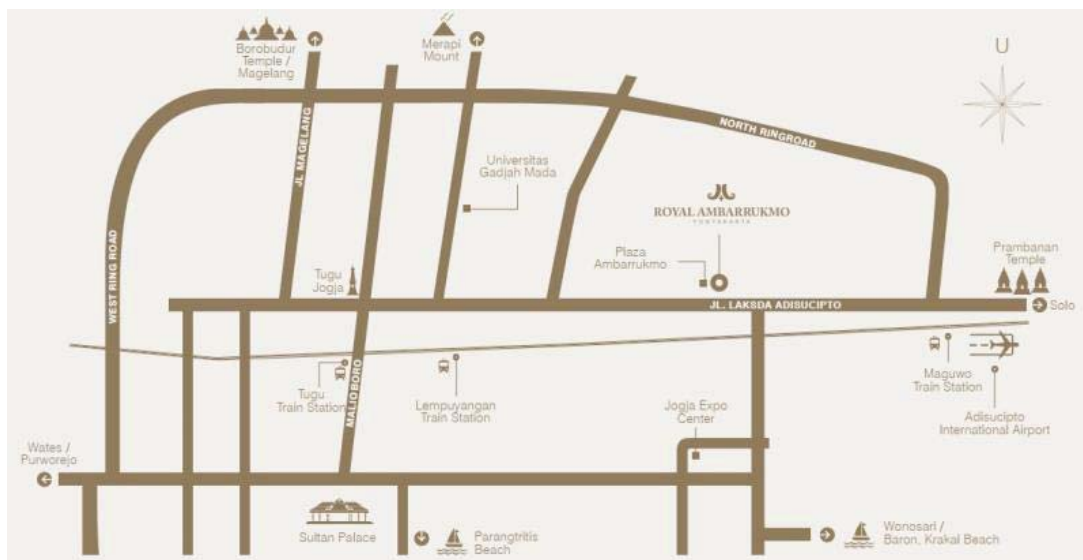 Borobudur
Temple /
Magelang
Merapi
Mount
U
NORTH RINGROAD
JL MAGELANG
Universitas
Gadjah Mada
ROYAL AMBARRUKMO
YOGYAKARTA
WEST RING ROAD
Tugu
Jogja
Plaza
Ambarrukmo
Prambanan
Temple
JL. LAKSDA ADISUCIPTO
Solo
Tugu
Train Station
MALIOBORO
Lempuyangan
Train Station
Maguwo
Train Station
Jogja Expo
Center
Adisucipto
International Airport
Wates /
Purworejo
Sultan Palace
Parangtritis
Beach
Wonosari /
Baron, Krakal Beach